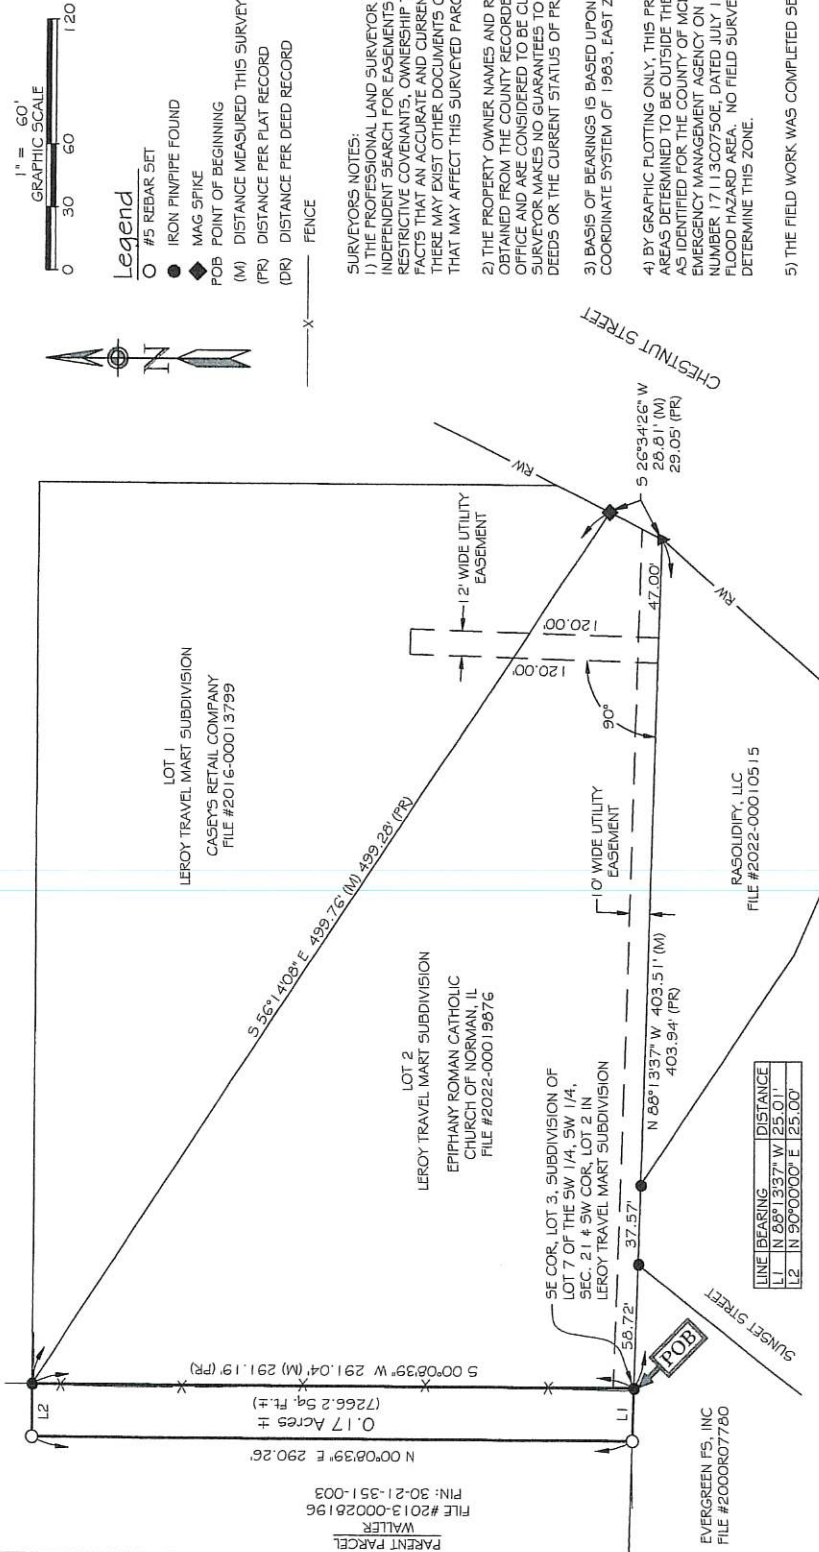 1" = 60'
GRAPHIC SCALE
0 30 60 120
Legend
#5 REBAR SET
IRON PIN/PIPE FOUND
MAG SPIKE
POB POINT OF BEGINNING
(M) DISTANCE MEASURED THIS SURVEY
(PR) DISTANCE PER PLAT RECORD
(DR) DISTANCE PER DEED RECORD
X FENCE
N
SURVEYORS NOTES:
1) THE PROFESSIONAL LAND SURVEYOR
INDEPENDENT SEARCH FOR EASEMENTS
RESTRICTIVE COVENANTS, OWNERSHIP
FACTS THAT AN ACCURATE AND CURREN
THERE MAY EXIST OTHER DOCUMENTS
THAT MAY AFFECT THIS SURVEYED PARC
2) THE PROPERTY OWNER NAMES AND R
OBTAINED FROM THE COUNTY RECORDE
OFFICE AND ARE CONSIDERED TO BE CU
SURVEYOR MAKES NO GUARANTEES TO
DEEDS OR THE CURRENT STATUS OF PR
3) BASIS OF BEARINGS IS BASED UPON
COORDINATE SYSTEM OF 1983, EAST Z
4) BY GRAPHIC PLOTTING ONLY, THIS PR
AREAS DETERMINED TO BE OUTSIDE THE
AS IDENTIFIED FOR THE COUNTY OF MC
EMERGENCY MANAGEMENT AGENCY ON
NUMBER 17113C0750E, DATED JULY 1
FLOOD HAZARD AREA. NO FIELD SURVE
DETERMINE THIS ZONE.
5) THE FIELD WORK WAS COMPLETED SE
CHESTNUT STREET
RW
S 26°34'26" W
28.81' (M)
29.05' (PR)
RW
12' WIDE UTILITY
EASEMENT
120.00'
120.00'
47.00'
90°
LOT 1
LEROY TRAVEL MART SUBDIVISION
CASEY'S RETAIL COMPANY
FILE #2016-00013799
S 56°14'08" E 499.76' (M) 499.28' (PR)
10' WIDE UTILITY
EASEMENT
RASOLIDIFY, LLC
FILE #2022-00010515
LOT 2
LEROY TRAVEL MART SUBDIVISION
EPIPHANY ROMAN CATHOLIC
CHURCH OF NORMAN, IL
FILE #2022-00019876
N 88°13'37" W 403.51' (M)
403.94' (PR)
SE COR, LOT 3, SUBDIVISION OF
LOT 7 OF THE SW 1/4, SW 1/4,
SEC. 21 & SW COR, LOT 2 IN
LEROY TRAVEL MART SUBDIVISION
37.57'
58.72'
LINE BEARING DISTANCE
L1 N 88°13'37" W 25.01'
L2 N 90°00'00" E 25.00'
SUNSET STREET
POB
S 00°08'39" W 291.04' (M) 291.19' (PR)
0.17 Acres ±
(7266.2 Sq. Ft.±)
L2
L1
N 00°08'39" E 290.26'
PARENT PARCEL
WALLER
FILE #2013-00028196
PIN: 30-21-351-003
EVERGREEN FS, INC
FILE #2000R07780